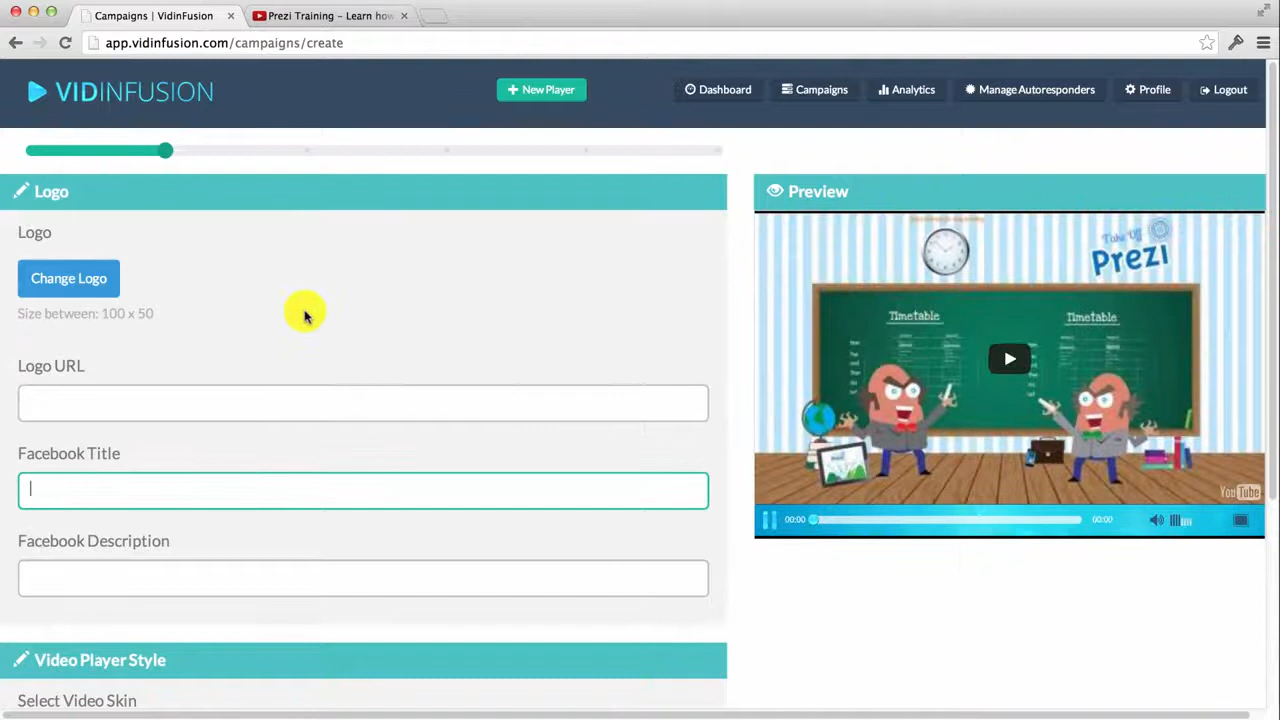 Campaigns | VidinFusion
Prezi Training - Learn how
app.vidinfusion.com/campaigns/create
VIDINFUSION
New Player
Dashboard
Campaigns
Analytics
Manage Autoresponders
Profile
Logout
Logo
Preview
Logo
Change Logo
Size between: 100 x 50
Logo URL
Facebook Title
Facebook Description
Take Off
Prezi
Timetable
Timetable
YouTube
00:00
00:00
Video Player Style
Select Video Skin